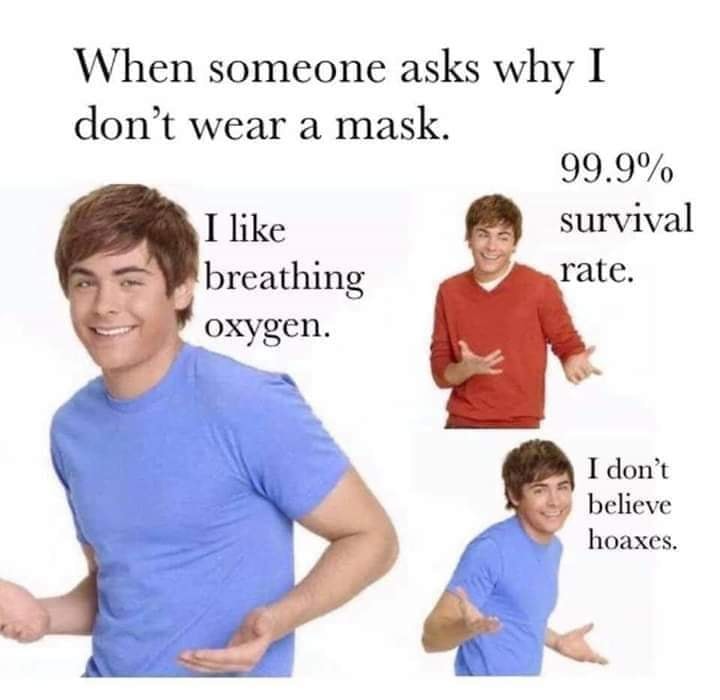 When someone asks why I
don't wear a mask.
I like
breathing
oxygen.
99.9%
survival
rate.
I don't
believe
hoaxes.